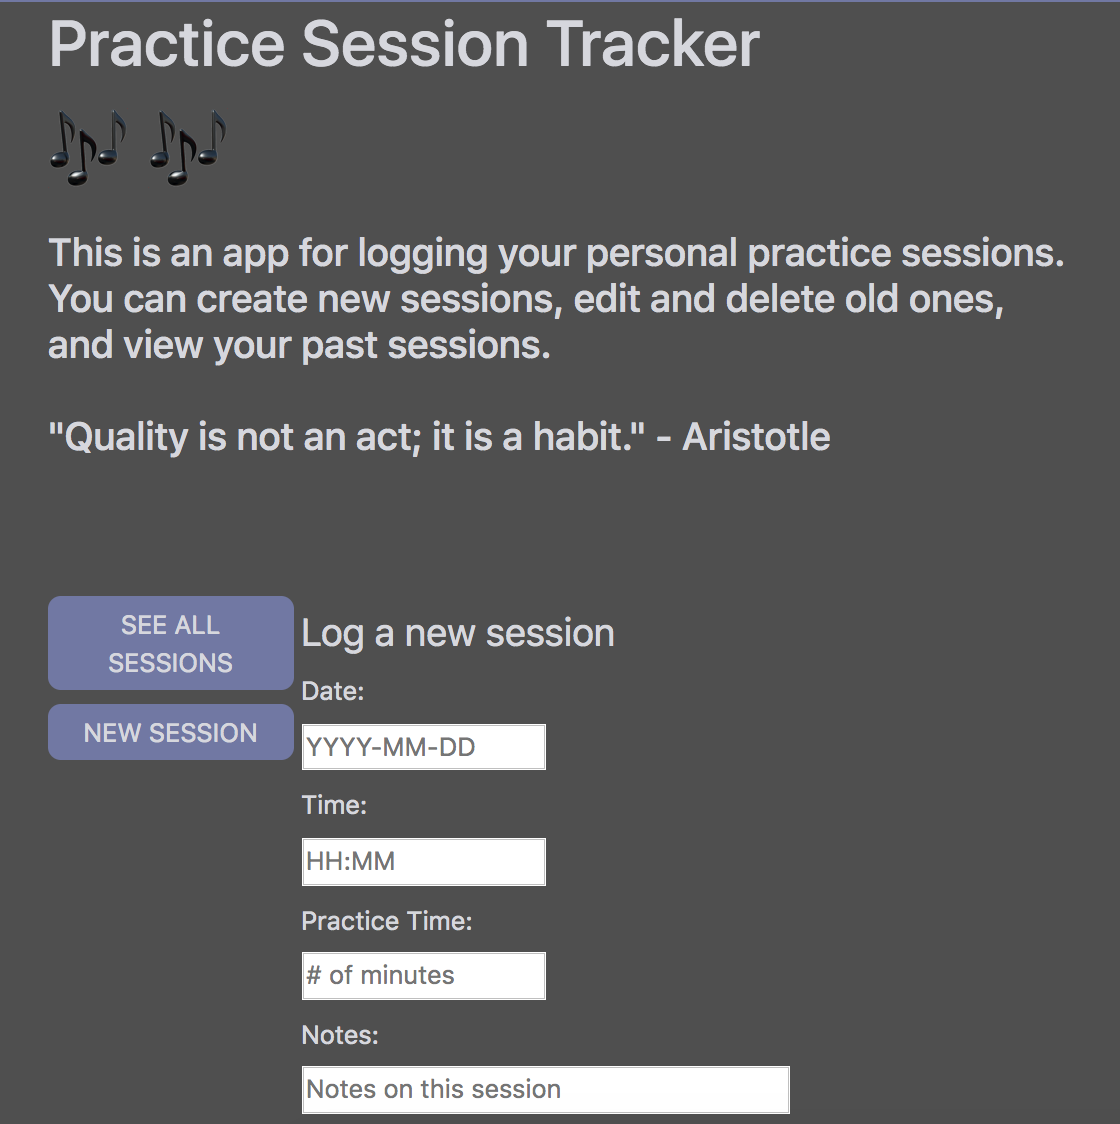 Practice Session Tracker
This is an app for logging your personal practice sessions.
You can create new sessions, edit and delete old ones,
and view your past sessions.
"Quality is not an act; it is a habit." - Aristotle
SEE ALL
SESSIONS
NEW SESSION
Log a new session
Date:
YYYY-MM-DD
Time:
HH:MM
Practice Time:
# of minutes
Notes:
Notes on this session